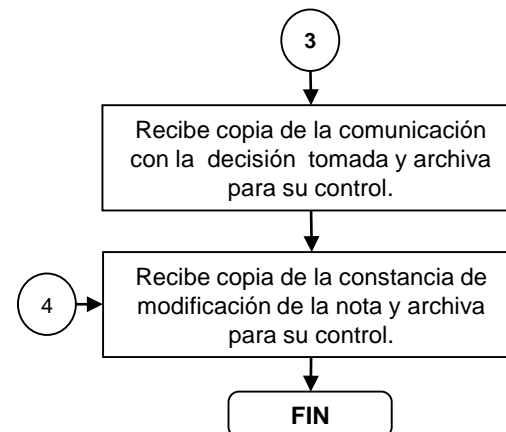 3
Recibe copia de la comunicación
con la decisión tomada y archiva
para su control.
Recibe copia de la constancia de
4
modificación de la nota y archiva
para su control.
FIN